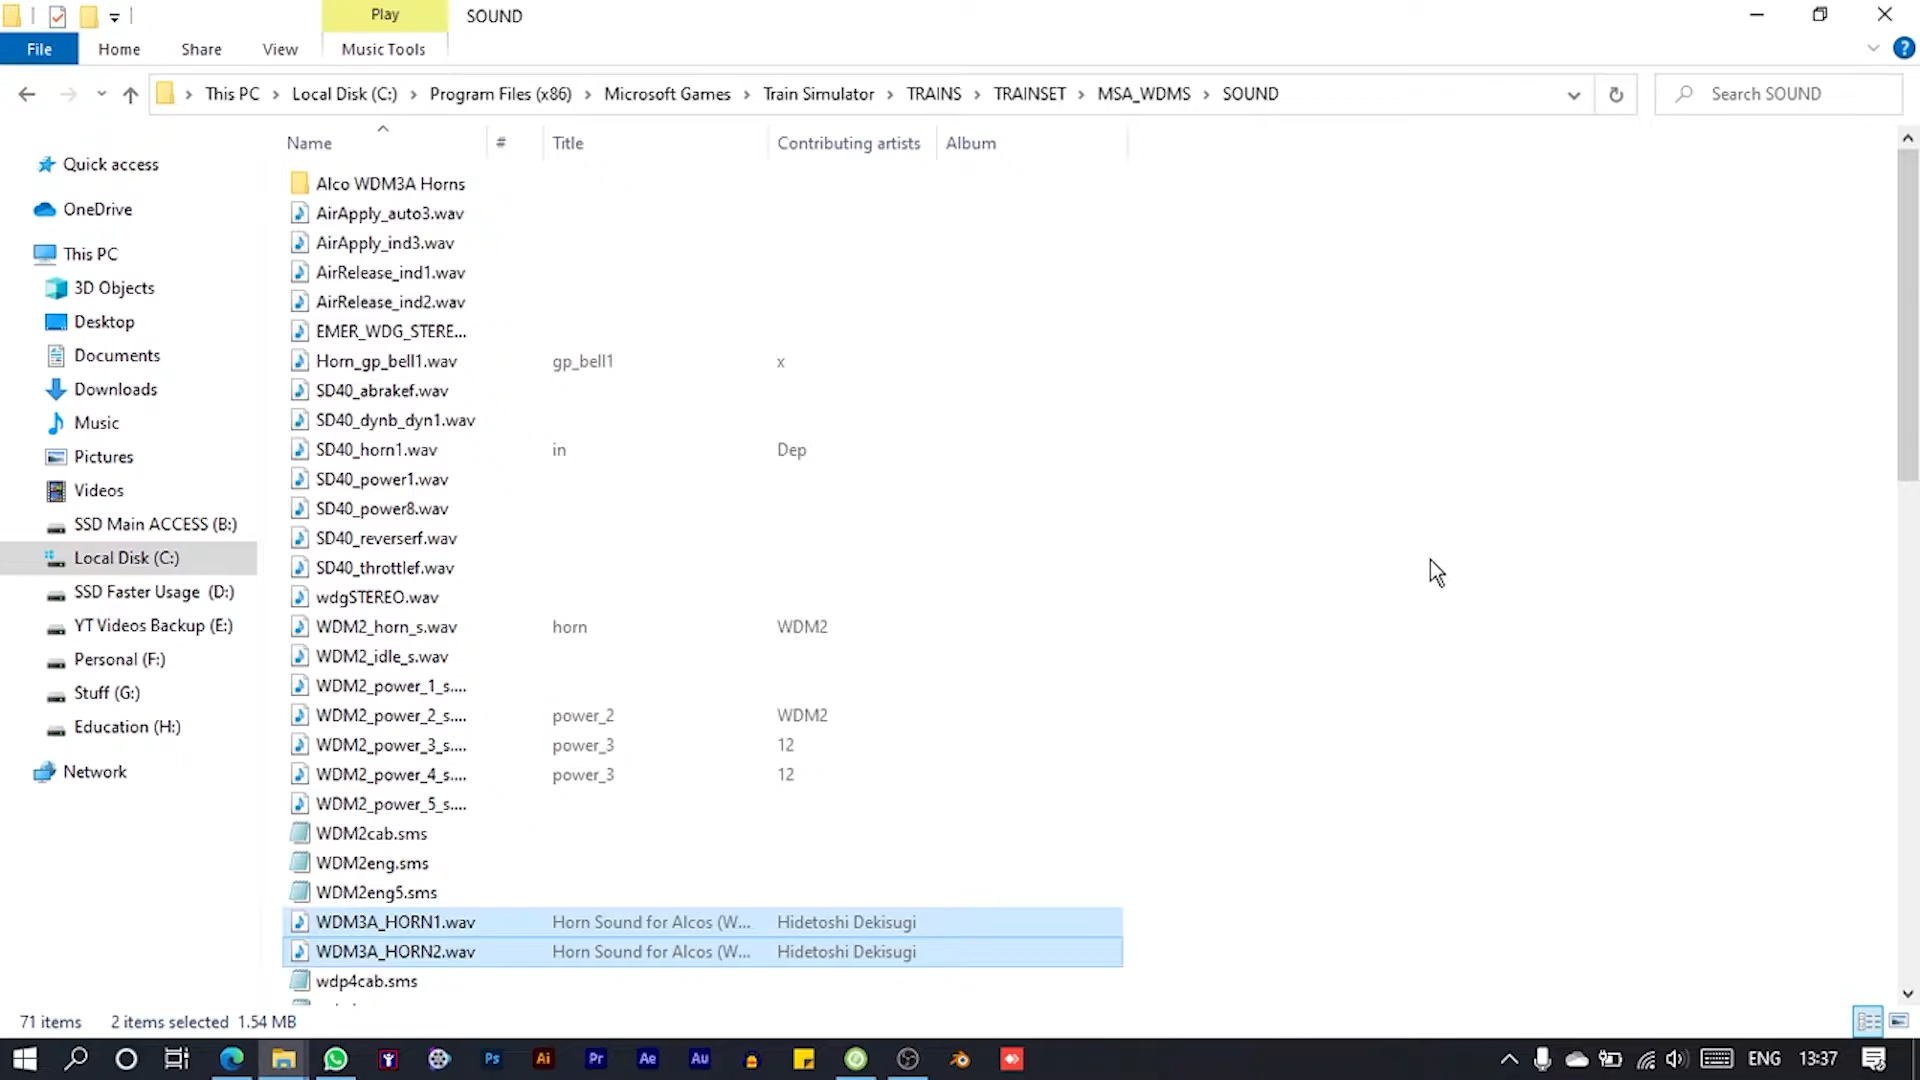 Play
SOUND
File
Home
Share
View
Music Tools
This PC
Local Disk (C:)
Program Files (x86)
Microsoft Games
Train Simulator
TRAINS
TRAINSET
MSA_WDMS
SOUND
Search SOUND
Name
#
Title
Contributing artists
Album
Quick access
OneDrive
This PC
3D Objects
Desktop
Documents
Downloads
Music
Pictures
Videos
SSD Main ACCESS (B:)
Local Disk (C:)
SSD Faster Usage (D:)
YT Videos Backup (E:)
Personal (F:)
Stuff (G:)
Education (H:)
Network
Alco WDM3A Horns
AirApply_auto3.wav
AirApply_ind3.wav
AirRelease_ind1.wav
AirRelease_ind2.wav
EMER_WDG_STERE...
Horn_gp_bell1.wav gp_bell1 x
SD40_abrakef.wav
SD40_dynb_dyn1.wav
SD40_horn1.wav in Dep
SD40_power1.wav
SD40_power8.wav
SD40_reverserf.wav
SD40_throttlef.wav
wdgSTEREO.wav
WDM2_horn_s.wav horn WDM2
WDM2_idle_s.wav
WDM2_power_1_s....
WDM2_power_2_s.... power_2 WDM2
WDM2_power_3_s.... power_3 12
WDM2_power_4_s.... power_3 12
WDM2_power_5_s....
WDM2cab.sms
WDM2eng.sms
WDM2eng5.sms
WDM3A_HORN1.wav Horn Sound for Alcos (W... Hidetoshi Dekisugi
WDM3A_HORN2.wav Horn Sound for Alcos (W... Hidetoshi Dekisugi
wdp4cab.sms
71 items 2 items selected 1.54 MB
Ps
Ai
Pr
Ae
Au
ENG
13:37